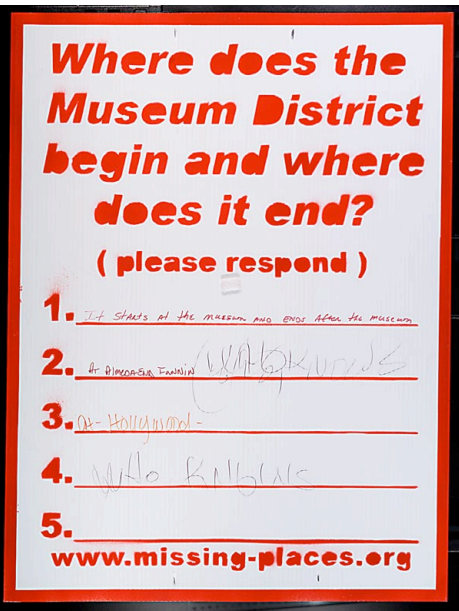 Where does the
Museum District
begin and where
does it end?
( please respond )
1. It starts at the museum AND ENDS After the museum
2. At Almeda and Fannin (WHO KNOWS
3. at - Hollywood -
4. WHO KNOWS
5.
www.missing-places.org